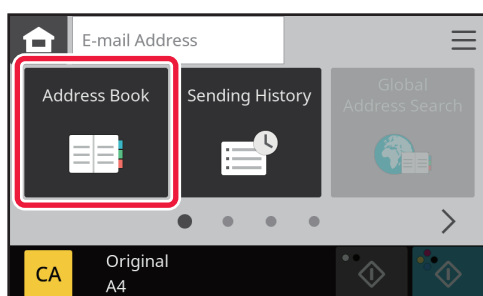 E-mail Address
Address Book
Sending History
Global
Address Search
CA
Original
A4